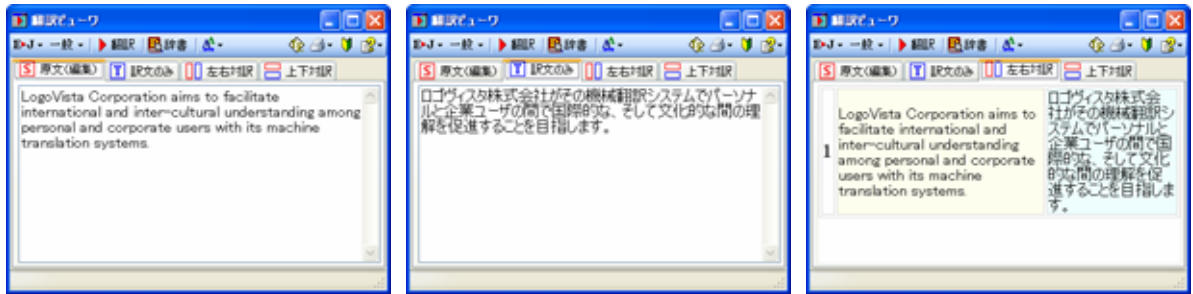 翻訳ビューワ
E▸J 一般 翻訳 辞書
S 原文(編集) T 訳文のみ 左右対訳 上下対訳
LogoVista Corporation aims to facilitate
international and inter-cultural understanding among
personal and corporate users with its machine
translation systems.
翻訳ビューワ
E▸J 一般 翻訳 辞書
S 原文(編集) T 訳文のみ 左右対訳 上下対訳
ロゴヴィスタ株式会社がその機械翻訳システムでパーソナ
ルと企業ユーザの間で国際的な、そして文化的な間の理
解を促進することを目指します。
翻訳ビューワ
E▸J 一般 翻訳 辞書
S 原文(編集) T 訳文のみ 左右対訳 上下対訳
1
LogoVista Corporation aims to
facilitate international and
inter-cultural understanding
among personal and corporate
users with its machine
translation systems.
ロゴヴィスタ株式会
社がその機械翻訳シ
ステムでパーソナルと
企業ユーザの間で国
際的な、そして文化
的な間の理解を促
進することを目指しま
す。